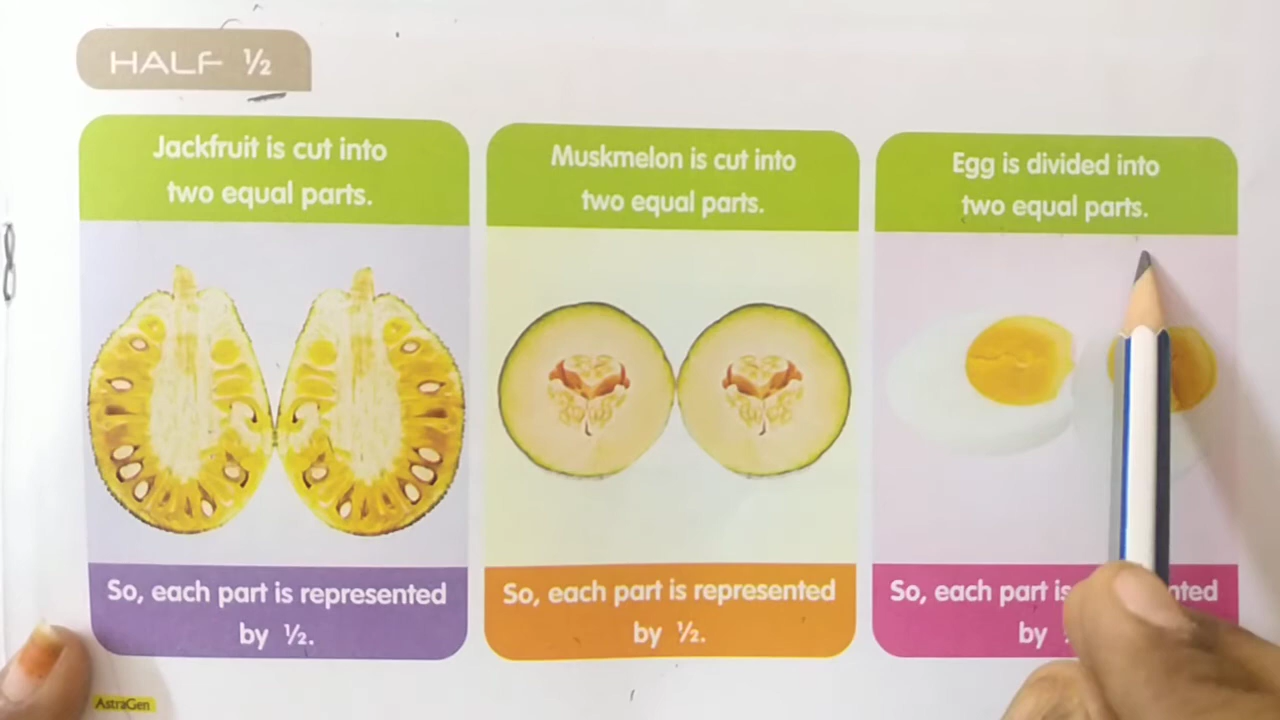 HALF ½
Jackfruit is cut into
two equal parts.
Muskmelon is cut into
two equal parts.
Egg is divided into
two equal parts.
So, each part is represented
by ½.
So, each part is represented
by ½.
So, each part is
by
AstraGen